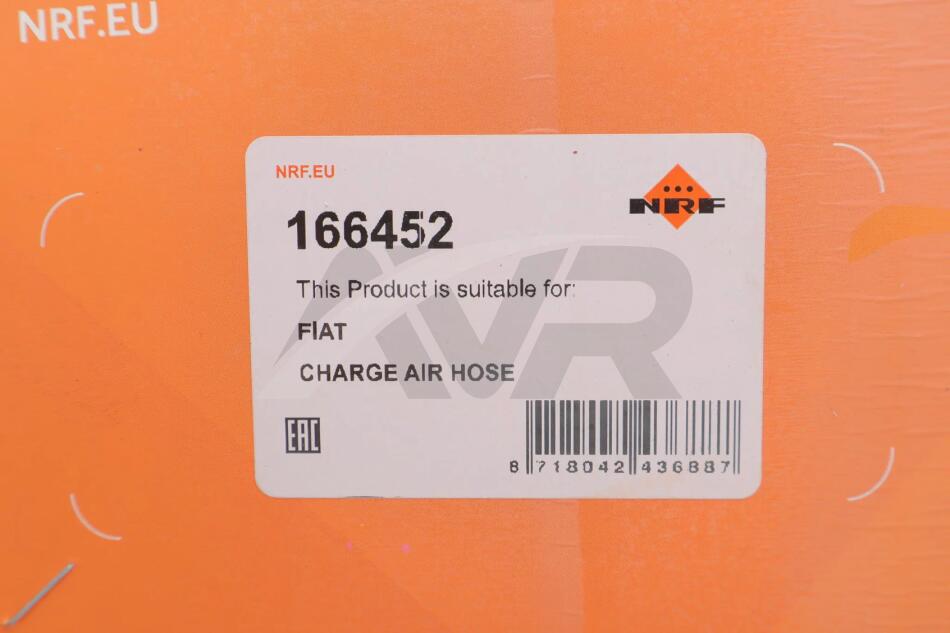 NRF.EU
NRF.EU
NRF
166452
This Product is suitable for:
FIAT
CHARGE AIR HOSE
EAC
8 718042 436887
AVR